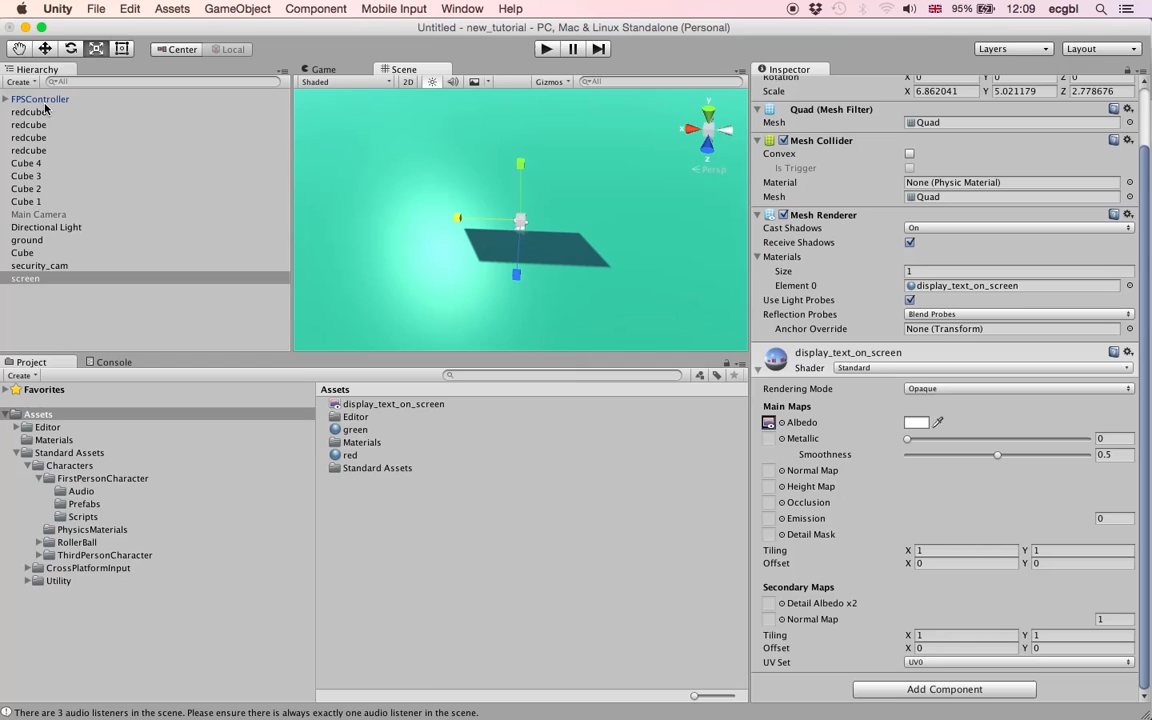 Unity File Edit Assets GameObject Component Mobile Input Window Help 95% 12:09 ecgbl
Untitled - new_tutorial - PC, Mac & Linux Standalone (Personal)
Center Local Layers Layout
Hierarchy
Create All
FPSController
redcube
redcube
redcube
redcube
Cube 4
Cube 3
Cube 2
Cube 1
Main Camera
Directional Light
ground
Cube
security_cam
screen
Game Scene
Shaded 2D Gizmos All
y
x
z
Persp
Project Console
Create
Favorites
Assets
Editor
Materials
Standard Assets
Characters
FirstPersonCharacter
Audio
Prefabs
Scripts
PhysicsMaterials
RollerBall
ThirdPersonCharacter
CrossPlatformInput
Utility
Assets
display_text_on_screen
Editor
green
Materials
red
Standard Assets
Inspector
Rotation X 0 Y 0 Z 0
Scale X 6.862041 Y 5.021179 Z 2.778676
Quad (Mesh Filter)
Mesh Quad
Mesh Collider
Convex
Is Trigger
Material None (Physic Material)
Mesh Quad
Mesh Renderer
Cast Shadows On
Receive Shadows
Materials
Size 1
Element 0 display_text_on_screen
Use Light Probes
Reflection Probes Blend Probes
Anchor Override None (Transform)
display_text_on_screen
Shader Standard
Rendering Mode Opaque
Main Maps
Albedo
Metallic 0
Smoothness 0.5
Normal Map
Height Map
Occlusion
Emission 0
Detail Mask
Tiling X 1 Y 1
Offset X 0 Y 0
Secondary Maps
Detail Albedo x2
Normal Map 1
Tiling X 1 Y 1
Offset X 0 Y 0
UV Set UV0
Add Component
There are 3 audio listeners in the scene. Please ensure there is always exactly one audio listener in the scene.